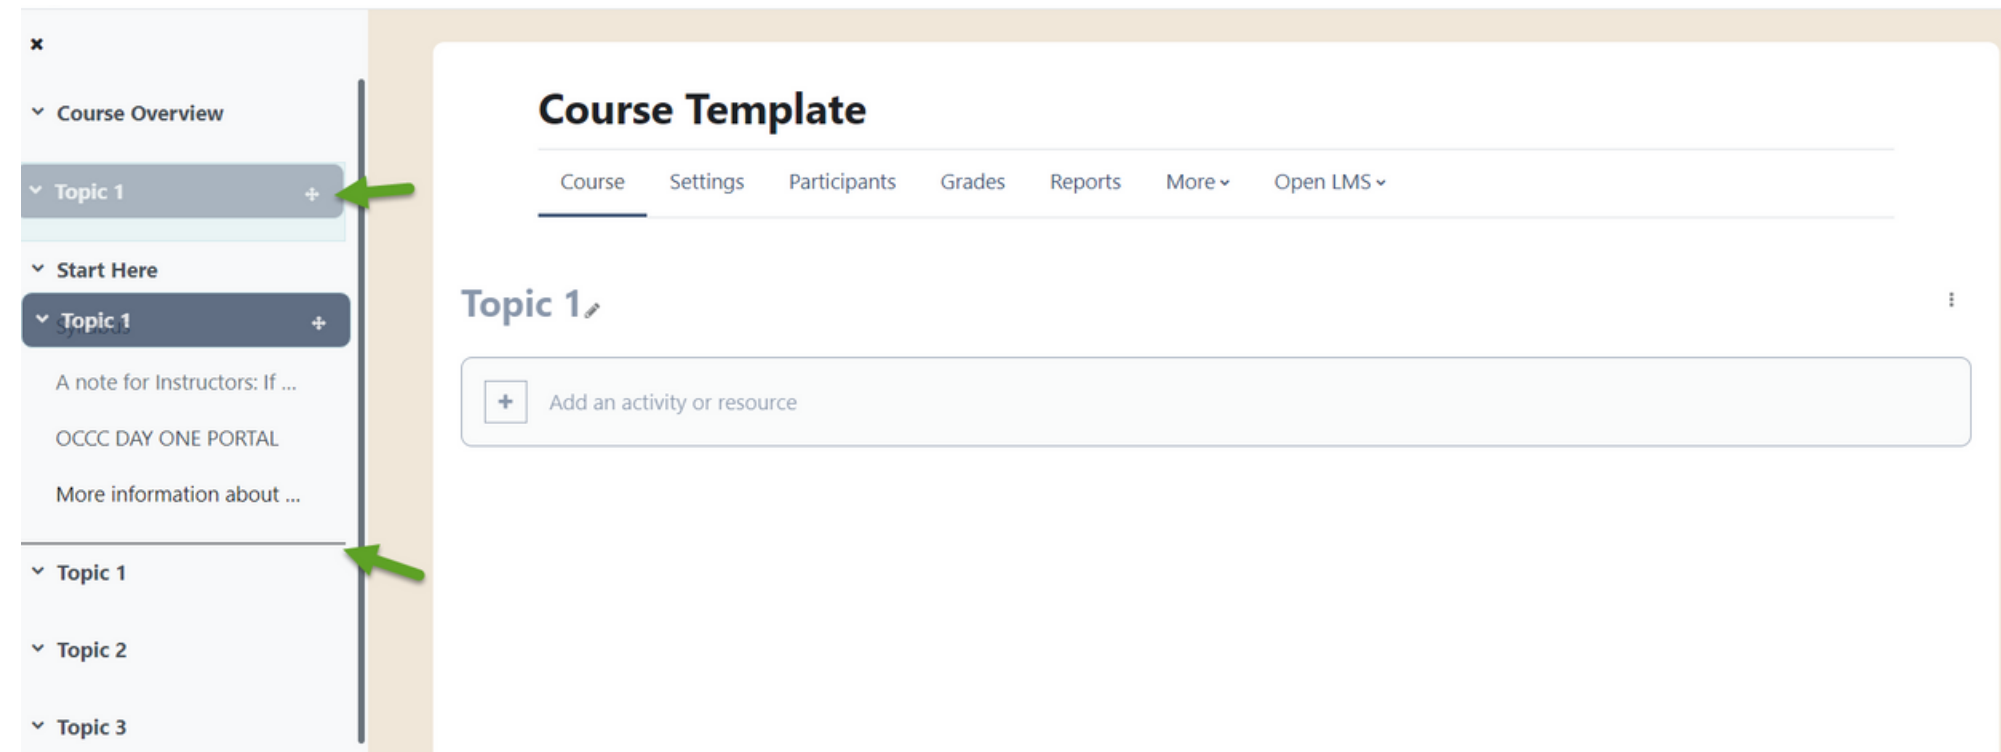 Course Overview
Topic 1
Start Here
Topic 1
Syllabus
A note for Instructors: If ...
OCCC DAY ONE PORTAL
More information about ...
Topic 1
Topic 2
Topic 3
Course Template
Course Settings Participants Grades Reports More Open LMS
Topic 1
Add an activity or resource